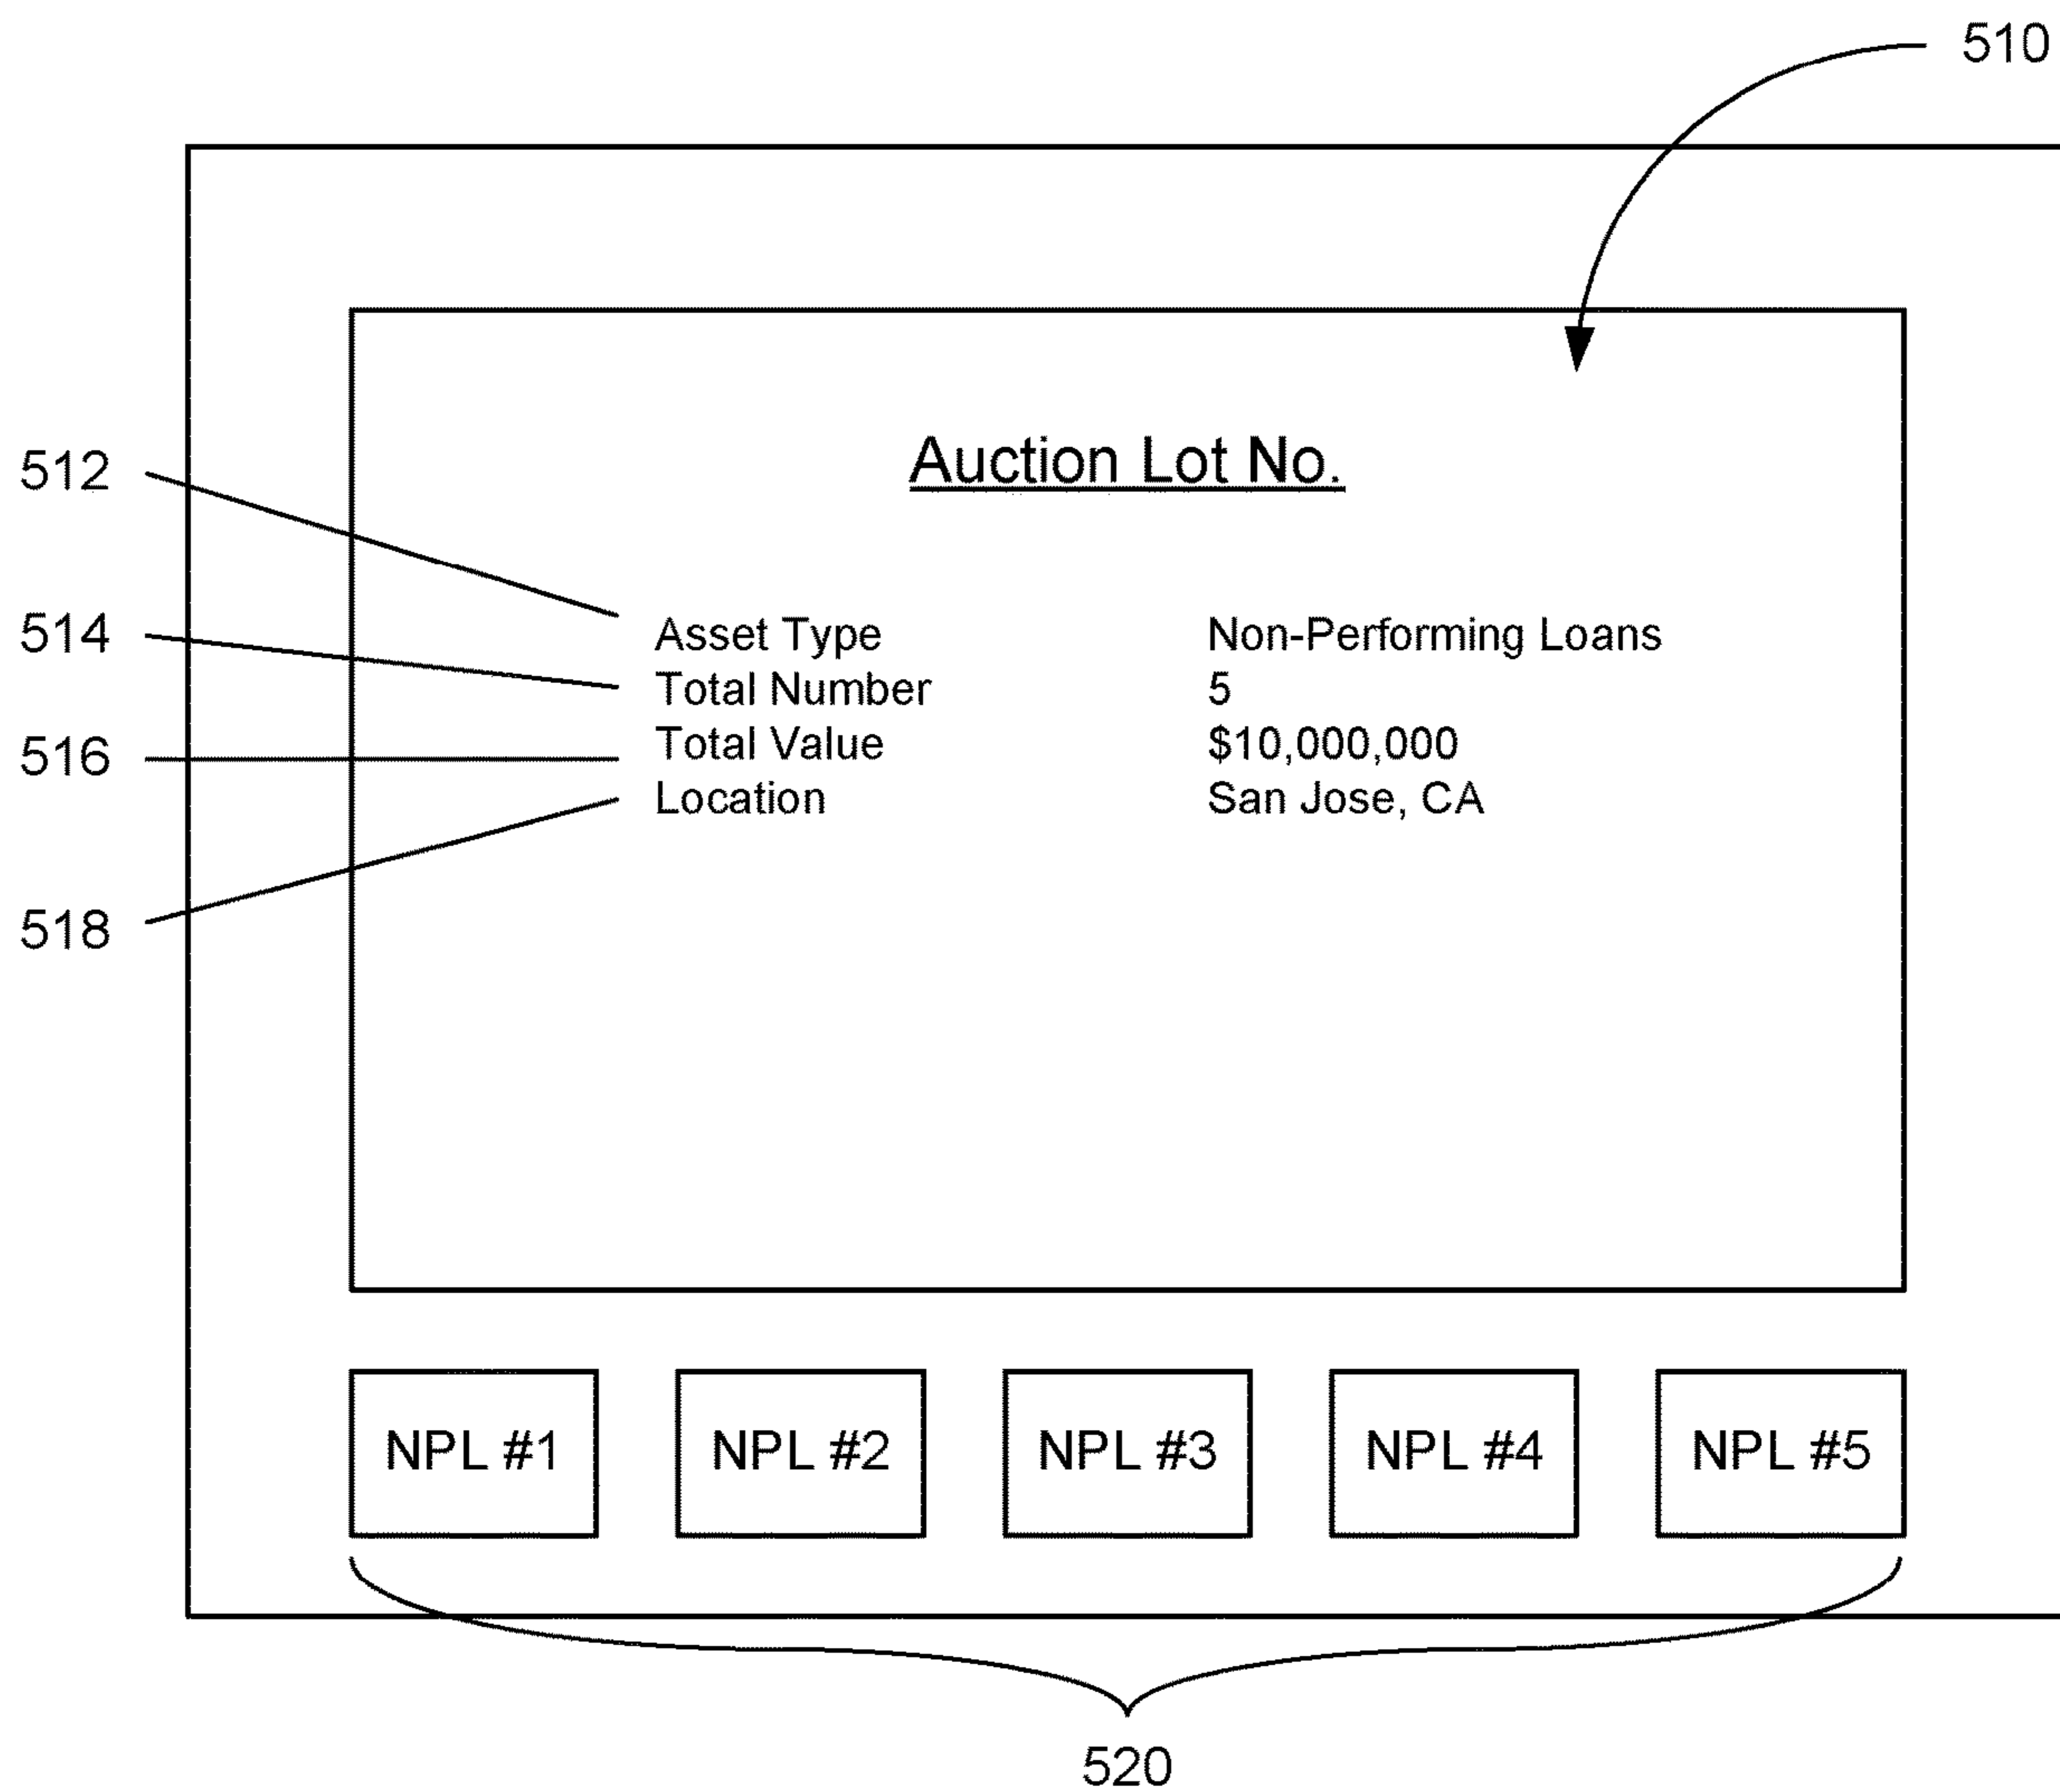 510
Auction Lot No.
512
514
516
518
Asset Type Non-Performing Loans
Total Number 5
Total Value $10,000,000
Location San Jose, CA
NPL #1 NPL #2 NPL #3 NPL #4 NPL #5
520